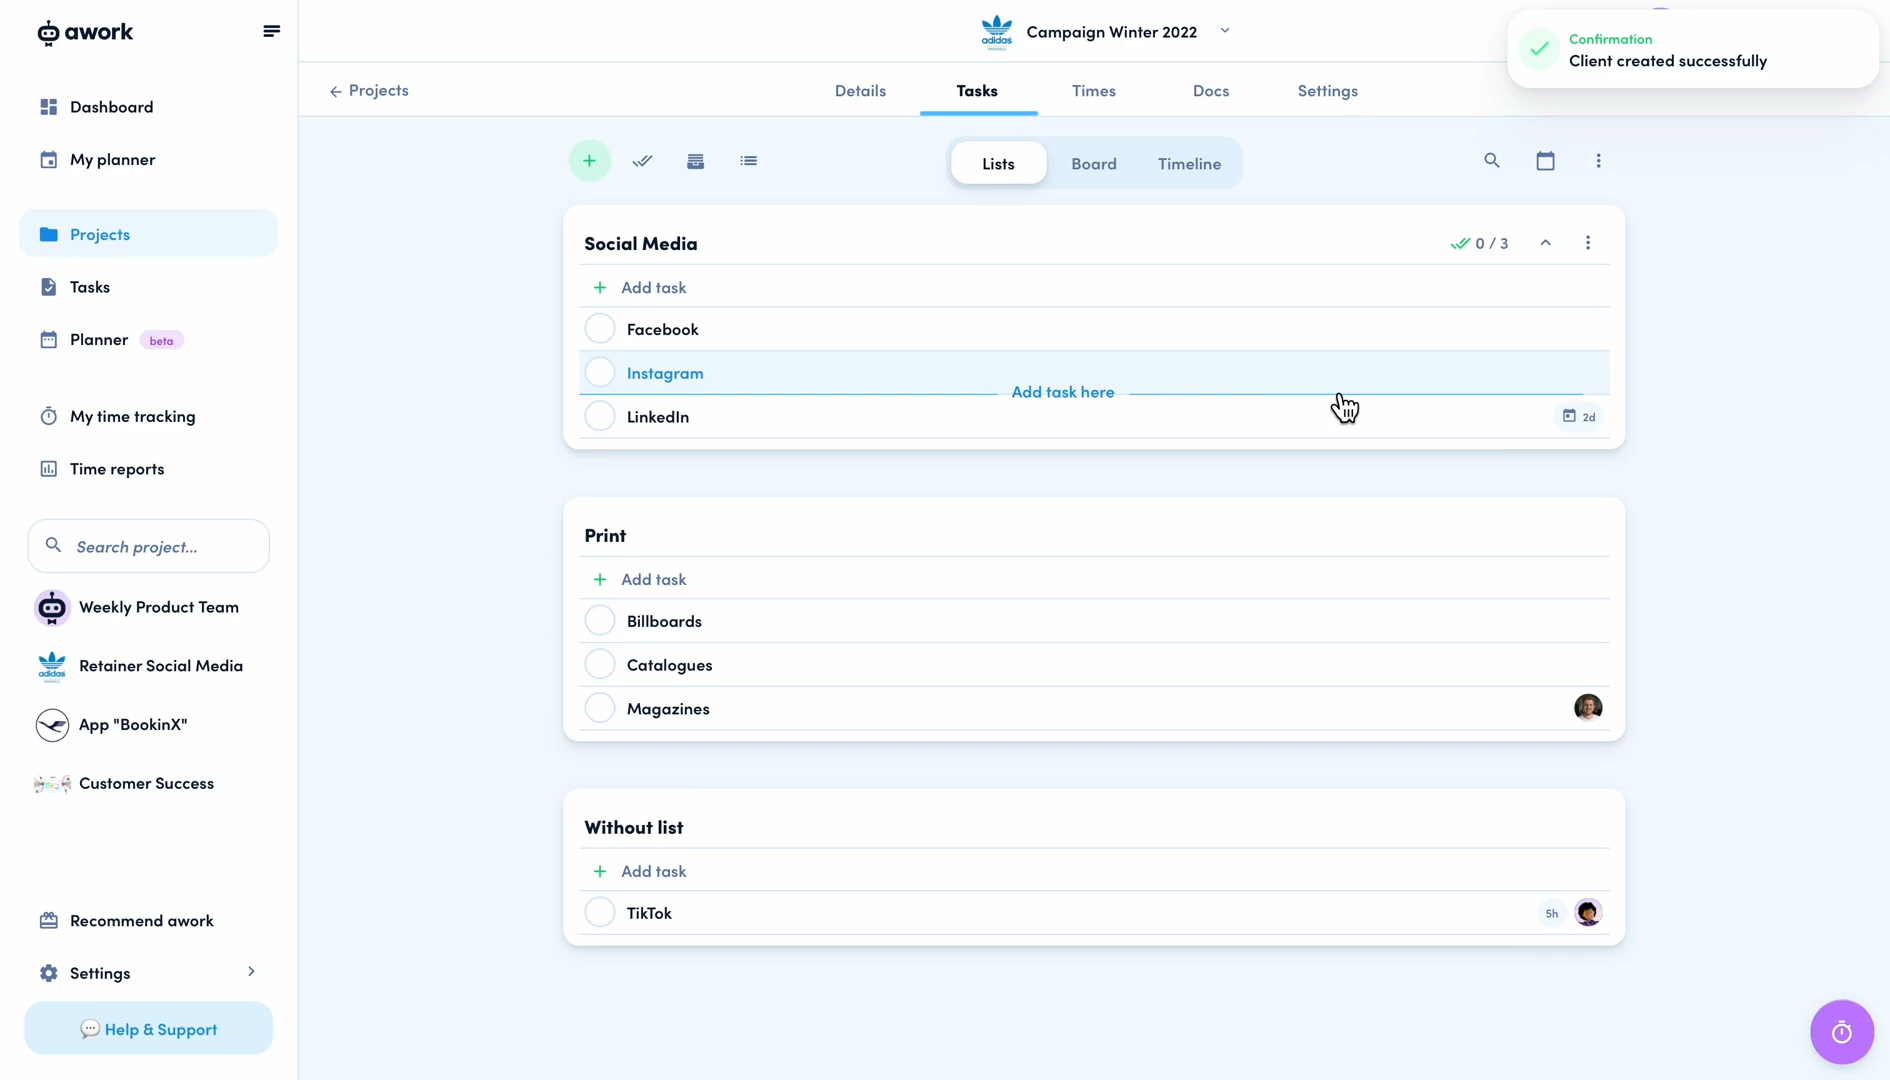 awork
Campaign Winter 2022
Confirmation
Client created successfully
Projects
Details
Tasks
Times
Docs
Settings
Dashboard
My planner
Projects
Tasks
Planner beta
My time tracking
Time reports
Search project...
Weekly Product Team
adidas
Retainer Social Media
App "BookinX"
Customer Success
Recommend awork
Settings
Help & Support
Lists
Board
Timeline
Social Media
0 / 3
Add task
Facebook
Instagram
Add task here
LinkedIn
2d
Print
Add task
Billboards
Catalogues
Magazines
Without list
Add task
TikTok
5h
adidas